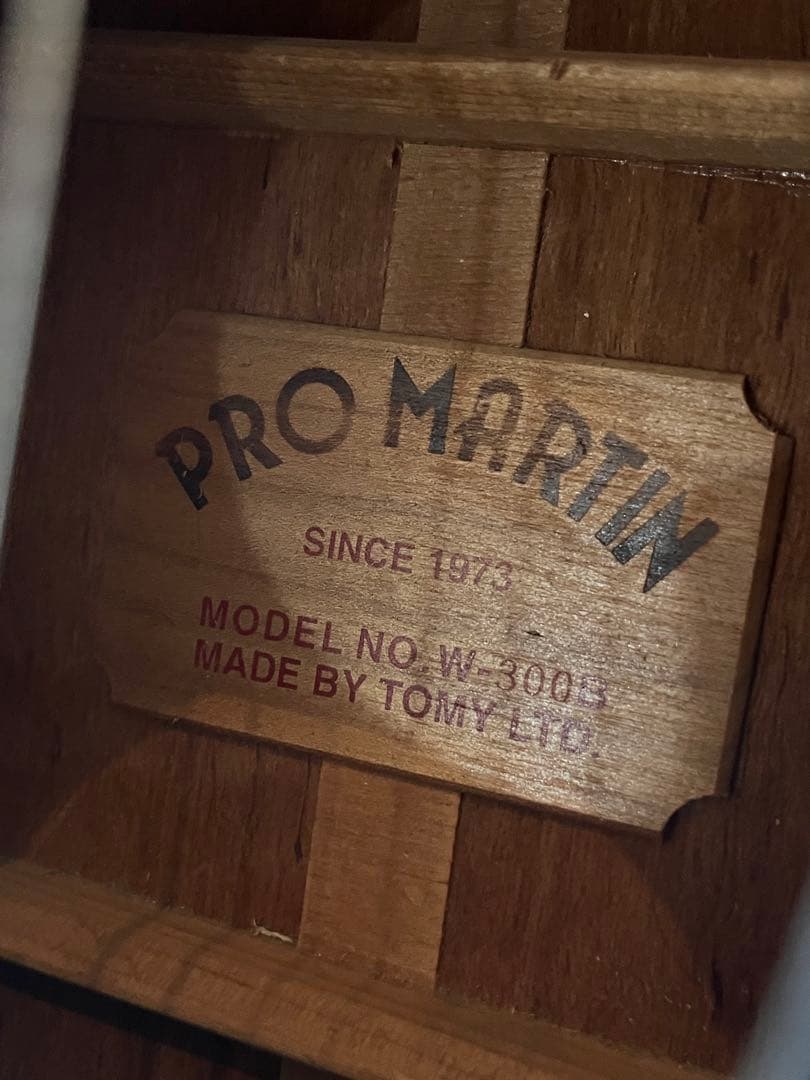 PRO MARTIN
SINCE 1973
MODEL NO. W-300B
MADE BY TOMY LTD.